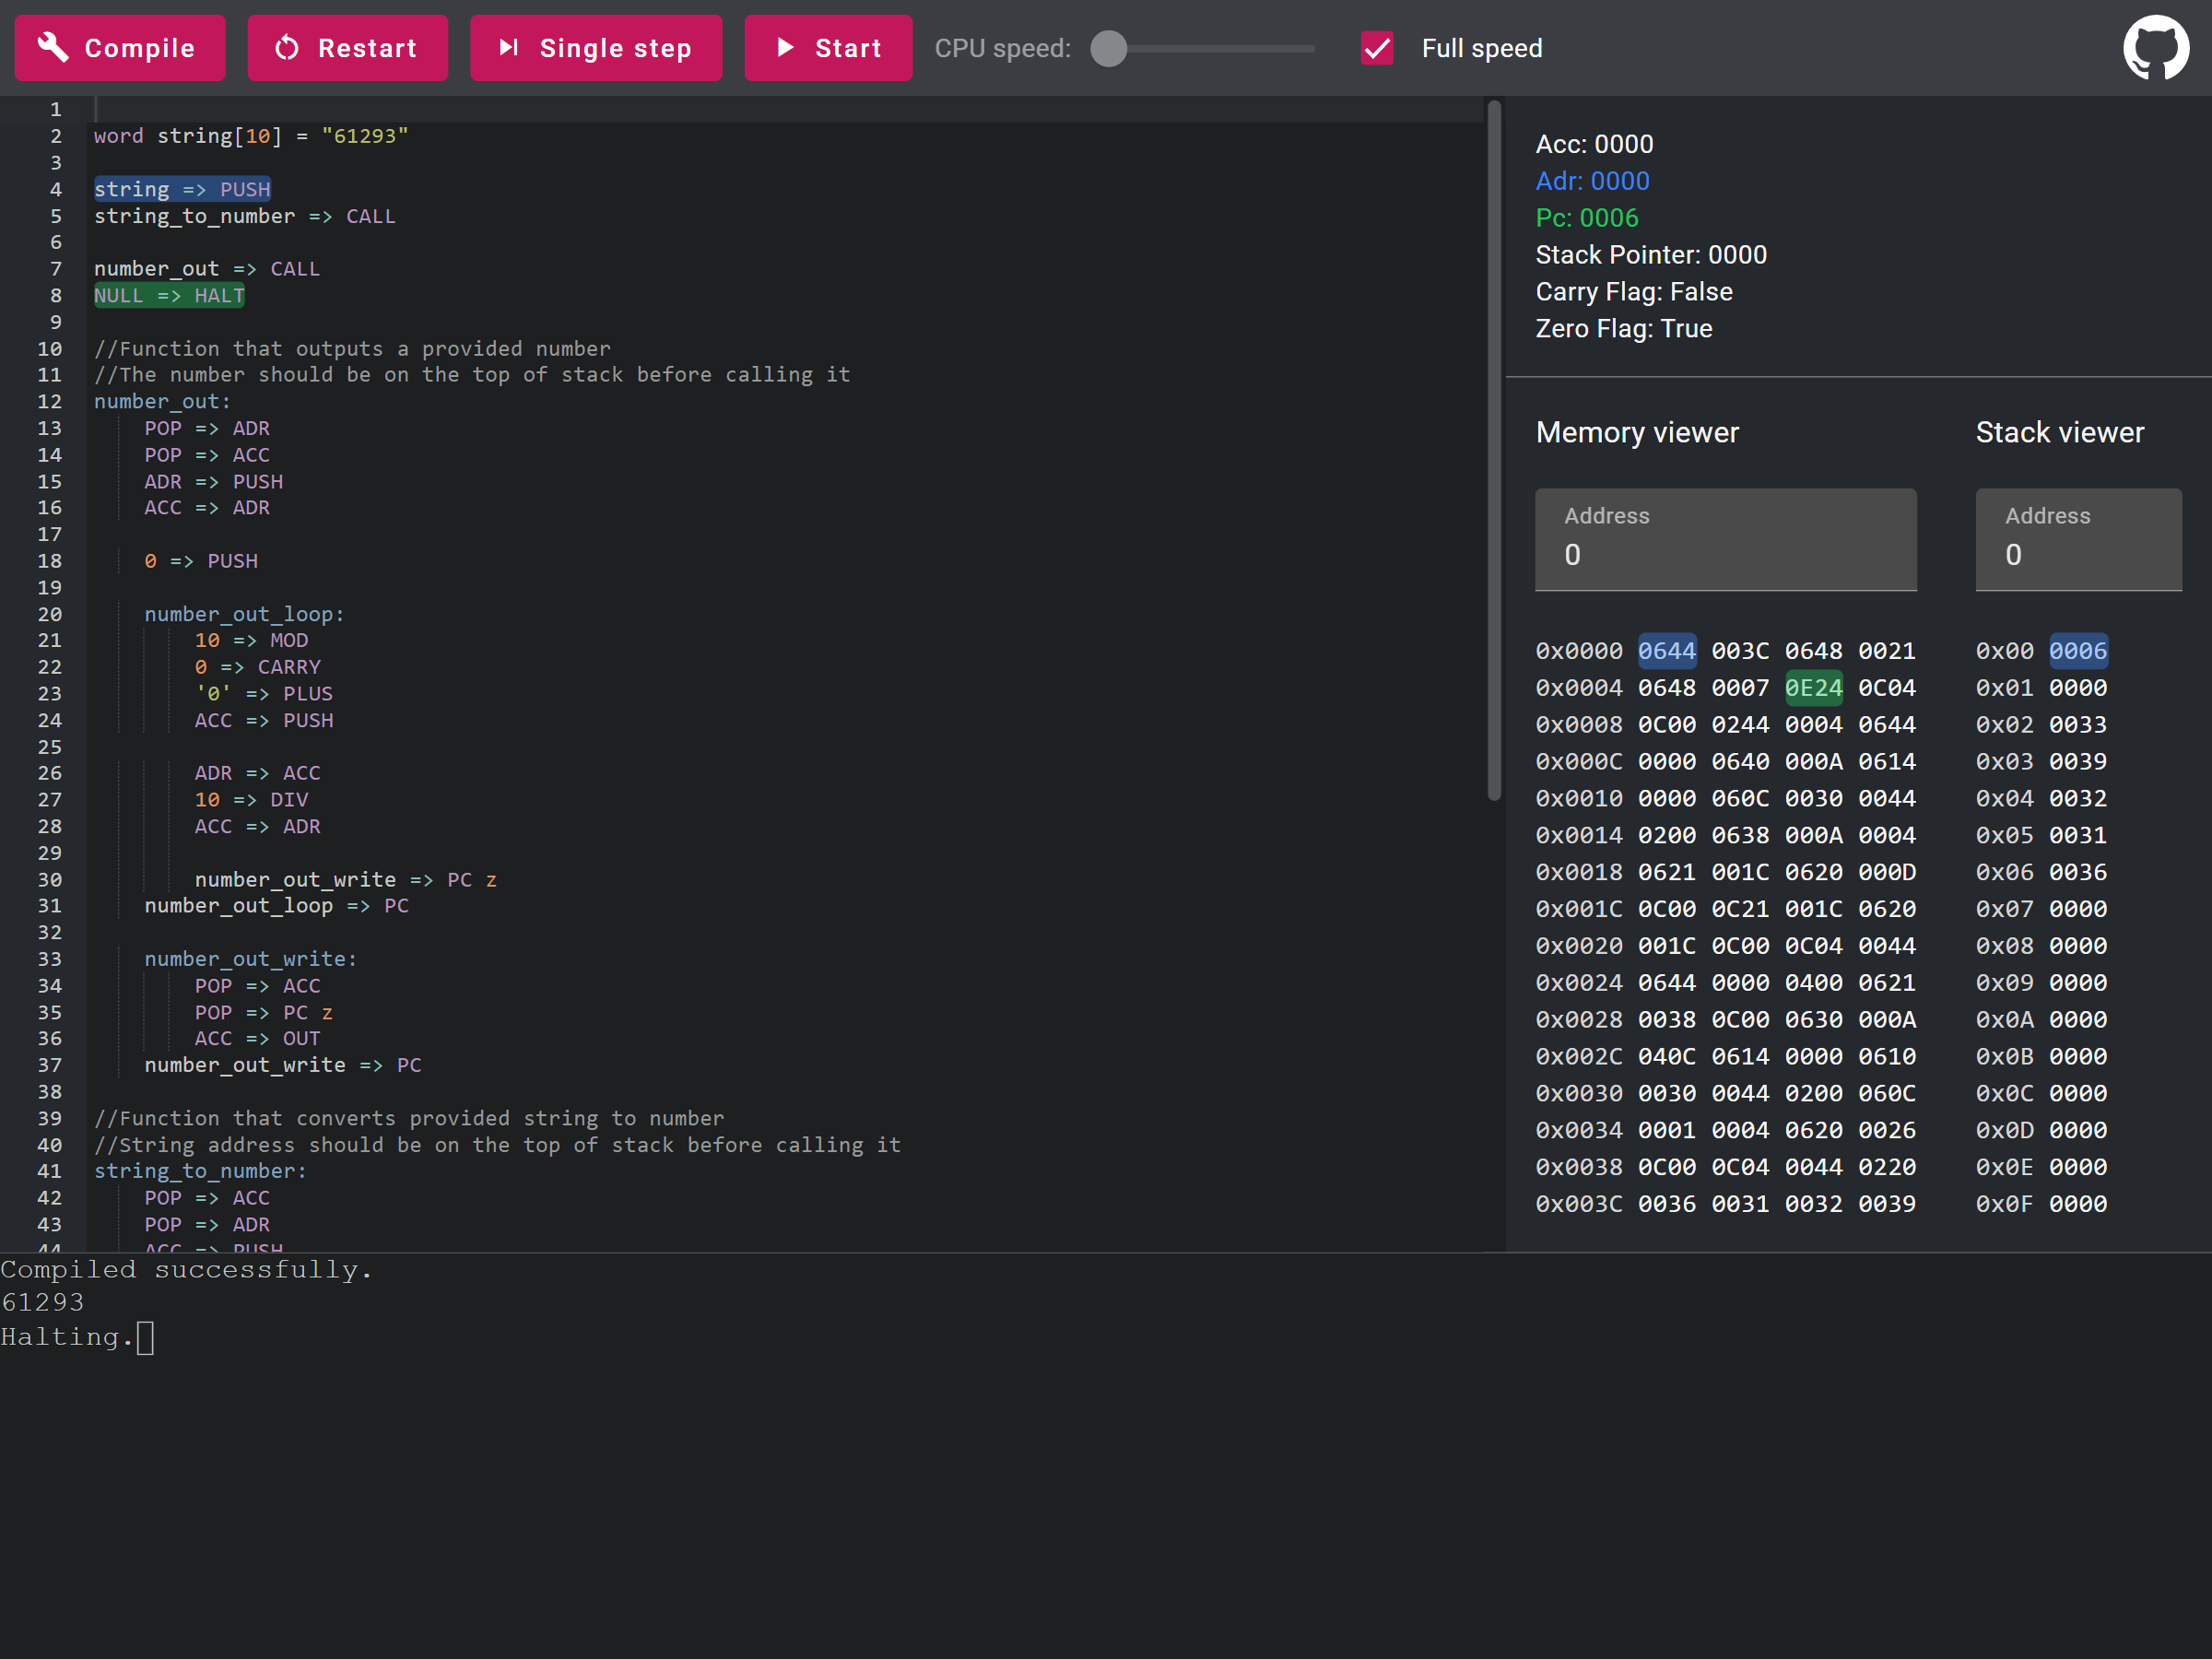 Compile Restart Single step Start CPU speed: Full speed
1
2 word string[10] = "61293"
3
4 string => PUSH
5 string_to_number => CALL
6
7 number_out => CALL
8 NULL => HALT
9
10 //Function that outputs a provided number
11 //The number should be on the top of stack before calling it
12 number_out:
13 POP => ADR
14 POP => ACC
15 ADR => PUSH
16 ACC => ADR
17
18 0 => PUSH
19
20 number_out_loop:
21 10 => MOD
22 0 => CARRY
23 '0' => PLUS
24 ACC => PUSH
25
26 ADR => ACC
27 10 => DIV
28 ACC => ADR
29
30 number_out_write => PC z
31 number_out_loop => PC
32
33 number_out_write:
34 POP => ACC
35 POP => PC z
36 ACC => OUT
37 number_out_write => PC
38
39 //Function that converts provided string to number
40 //String address should be on the top of stack before calling it
41 string_to_number:
42 POP => ACC
43 POP => ADR
44 ACC => PUSH
Acc: 0000
Adr: 0000
Pc: 0006
Stack Pointer: 0000
Carry Flag: False
Zero Flag: True
Memory viewer
Address
0
0x0000 0644 003C 0648 0021
0x0004 0648 0007 0E24 0C04
0x0008 0C00 0244 0004 0644
0x000C 0000 0640 000A 0614
0x0010 0000 060C 0030 0044
0x0014 0200 0638 000A 0004
0x0018 0621 001C 0620 000D
0x001C 0C00 0C21 001C 0620
0x0020 001C 0C00 0C04 0044
0x0024 0644 0000 0400 0621
0x0028 0038 0C00 0630 000A
0x002C 040C 0614 0000 0610
0x0030 0030 0044 0200 060C
0x0034 0001 0004 0620 0026
0x0038 0C00 0C04 0044 0220
0x003C 0036 0031 0032 0039
Stack viewer
Address
0
0x00 0006
0x01 0000
0x02 0033
0x03 0039
0x04 0032
0x05 0031
0x06 0036
0x07 0000
0x08 0000
0x09 0000
0x0A 0000
0x0B 0000
0x0C 0000
0x0D 0000
0x0E 0000
0x0F 0000
Compiled successfully.
61293
Halting.